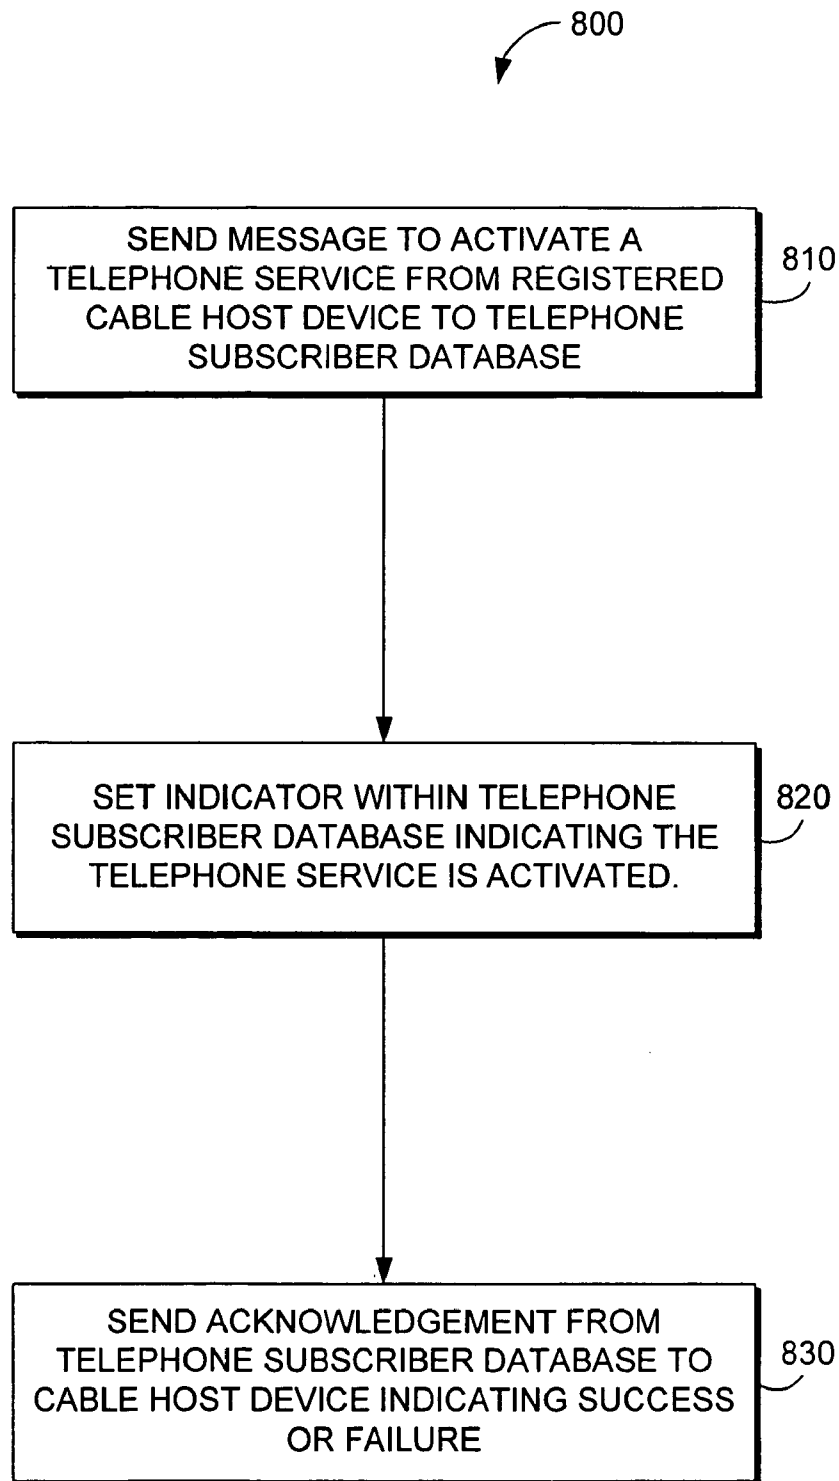 800
SEND MESSAGE TO ACTIVATE A
TELEPHONE SERVICE FROM REGISTERED
CABLE HOST DEVICE TO TELEPHONE
SUBSCRIBER DATABASE
810
SET INDICATOR WITHIN TELEPHONE
SUBSCRIBER DATABASE INDICATING THE
TELEPHONE SERVICE IS ACTIVATED.
820
SEND ACKNOWLEDGEMENT FROM
TELEPHONE SUBSCRIBER DATABASE TO
CABLE HOST DEVICE INDICATING SUCCESS
OR FAILURE
830